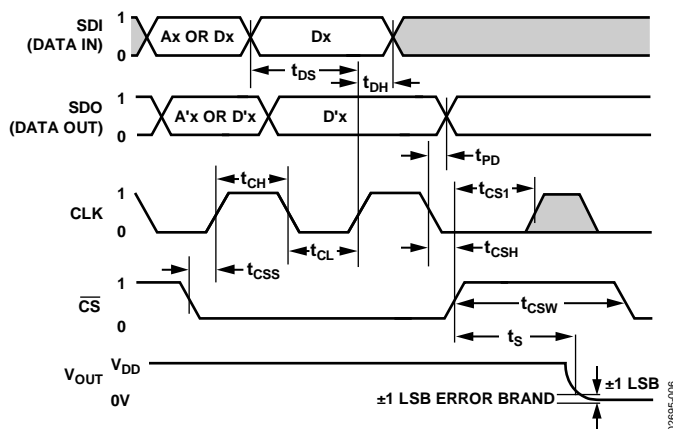 SDI
(DATA IN)
1
0
Ax OR Dx
Dx
tDS
tDH
SDO
(DATA OUT)
1
0
A'x OR D'x
D'x
tPD
CLK
1
0
tCH
tCL
tCS1
tCSH
tCSS
CS
1
0
tCSW
tS
VOUT
VDD
0V
±1 LSB
±1 LSB ERROR BRAND
02695-006